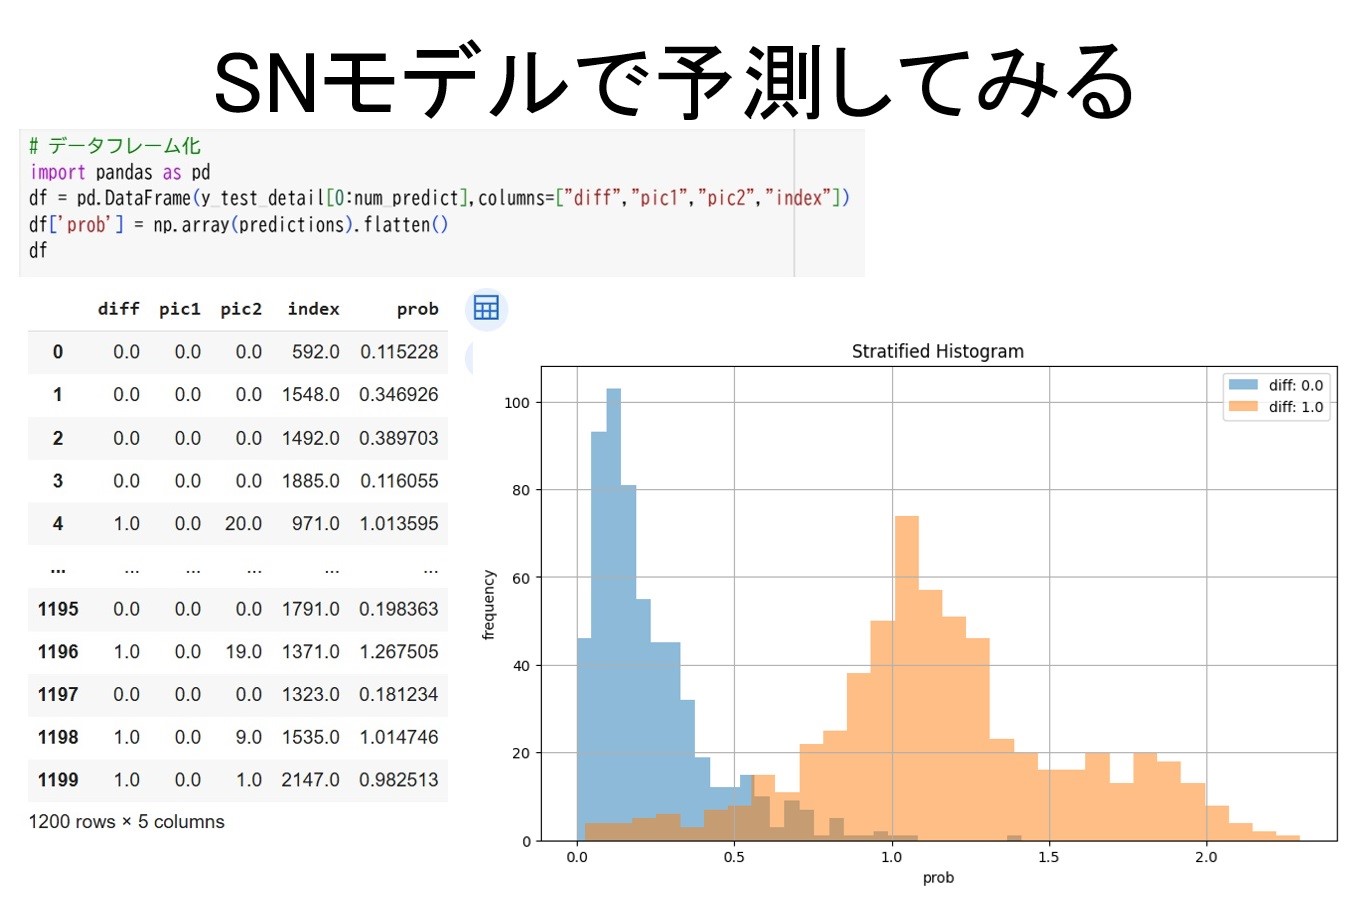 SNモデルで予測してみる
# データフレーム化
import pandas as pd
df = pd.DataFrame(y_test_detail[0:num_predict],columns=["diff","pic1","pic2","index"])
df['prob'] = np.array(predictions).flatten()
df
diff pic1 pic2 index prob
0 0.0 0.0 0.0 592.0 0.115228
1 0.0 0.0 0.0 1548.0 0.346926
2 0.0 0.0 0.0 1492.0 0.389703
3 0.0 0.0 0.0 1885.0 0.116055
4 1.0 0.0 20.0 971.0 1.013595
... ... ... ... ... ...
1195 0.0 0.0 0.0 1791.0 0.198363
1196 1.0 0.0 19.0 1371.0 1.267505
1197 0.0 0.0 0.0 1323.0 0.181234
1198 1.0 0.0 9.0 1535.0 1.014746
1199 1.0 0.0 1.0 2147.0 0.982513
1200 rows × 5 columns
Stratified Histogram
diff: 0.0
diff: 1.0
frequency
100
80
60
40
20
0
0.0 0.5 1.0 1.5 2.0
prob